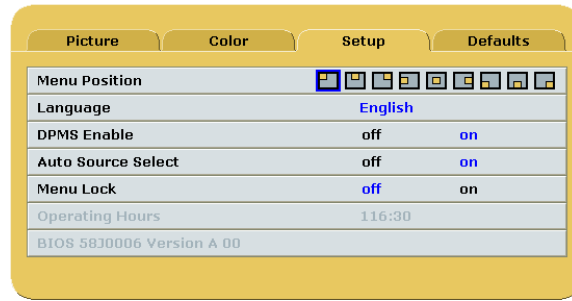 Picture Color Setup Defaults
Menu Position
Language English
DPMS Enable off on
Auto Source Select off on
Menu Lock off on
Operating Hours 116:30
BIOS 58J0006 Version A 00